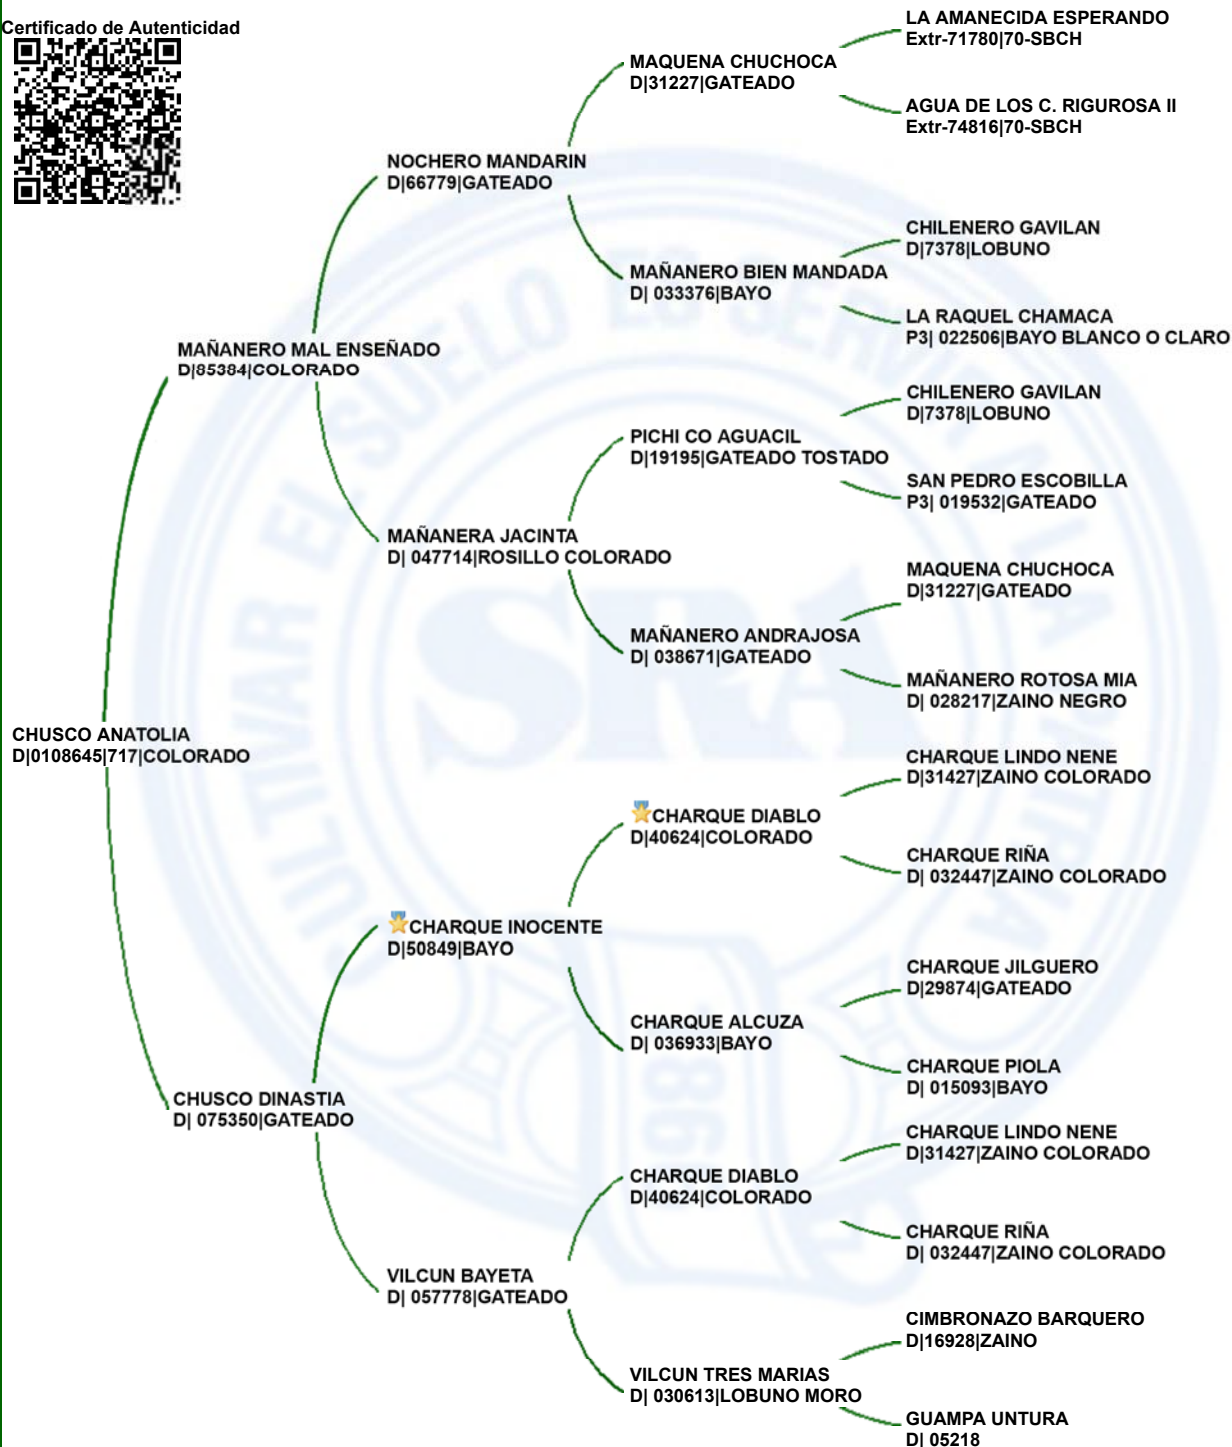 Certificado de Autenticidad
LA AMANECIDA ESPERANDO
Extr-71780|70-SBCH
MAQUENA CHUCHOCA
D|31227|GATEADO
AGUA DE LOS C. RIGUROSA II
Extr-74816|70-SBCH
NOCHERO MANDARIN
D|66779|GATEADO
CHILENERO GAVILAN
D|7378|LOBUNO
MAÑANERO BIEN MANDADA
D| 033376|BAYO
LA RAQUEL CHAMACA
P3| 022506|BAYO BLANCO O CLARO
MAÑANERO MAL ENSEÑADO
D|85384|COLORADO
CHILENERO GAVILAN
D|7378|LOBUNO
PICHI CO AGUACIL
D|19195|GATEADO TOSTADO
SAN PEDRO ESCOBILLA
P3| 019532|GATEADO
MAÑANERA JACINTA
D| 047714|ROSILLO COLORADO
MAQUENA CHUCHOCA
D|31227|GATEADO
MAÑANERO ANDRAJOSA
D| 038671|GATEADO
MAÑANERO ROTOSA MIA
D| 028217|ZAINO NEGRO
CHUSCO ANATOLIA
D|0108645|717|COLORADO
CHARQUE LINDO NENE
D|31427|ZAINO COLORADO
CHARQUE DIABLO
D|40624|COLORADO
CHARQUE RIÑA
D| 032447|ZAINO COLORADO
CHARQUE INOCENTE
D|50849|BAYO
CHARQUE JILGUERO
D|29874|GATEADO
CHARQUE ALCUZA
D| 036933|BAYO
CHARQUE PIOLA
D| 015093|BAYO
CHUSCO DINASTIA
D| 075350|GATEADO
CHARQUE LINDO NENE
D|31427|ZAINO COLORADO
CHARQUE DIABLO
D|40624|COLORADO
CHARQUE RIÑA
D| 032447|ZAINO COLORADO
VILCUN BAYETA
D| 057778|GATEADO
CIMBRONAZO BARQUERO
D|16928|ZAINO
VILCUN TRES MARIAS
D| 030613|LOBUNO MORO
GUAMPA UNTURA
D| 05218
CULTIVAR EL SUELO ES SERVIR A LA PATRIA
SRA